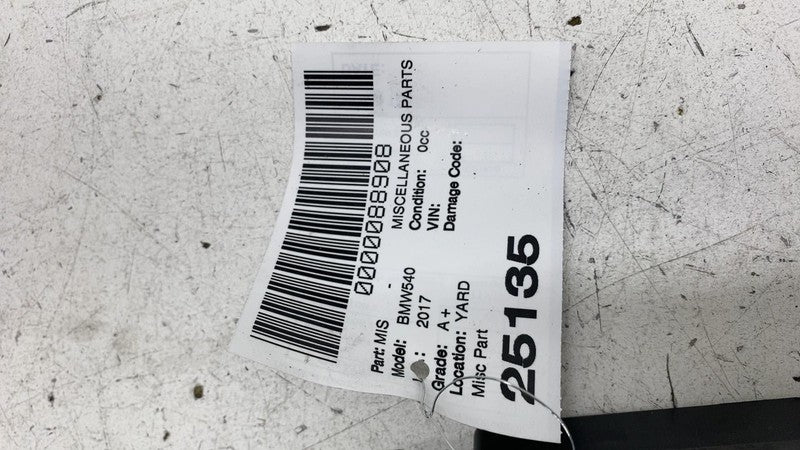 0000088908
Part: MIS - MISCELLANEOUS PARTS
Model: BMW540 Condition: 0cc
2017 VIN:
Grade: A+ Damage Code:
Location: YARD
Misc Part
25135